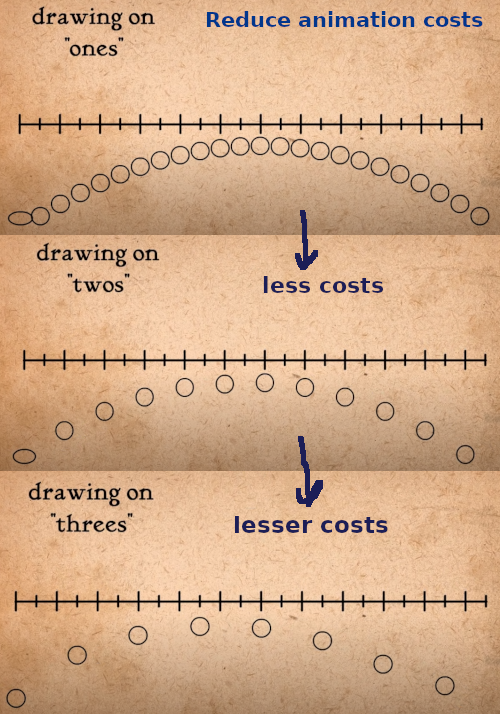 drawing on
"ones"
Reduce animation costs
drawing on
"twos"
less costs
drawing on
"threes"
lesser costs